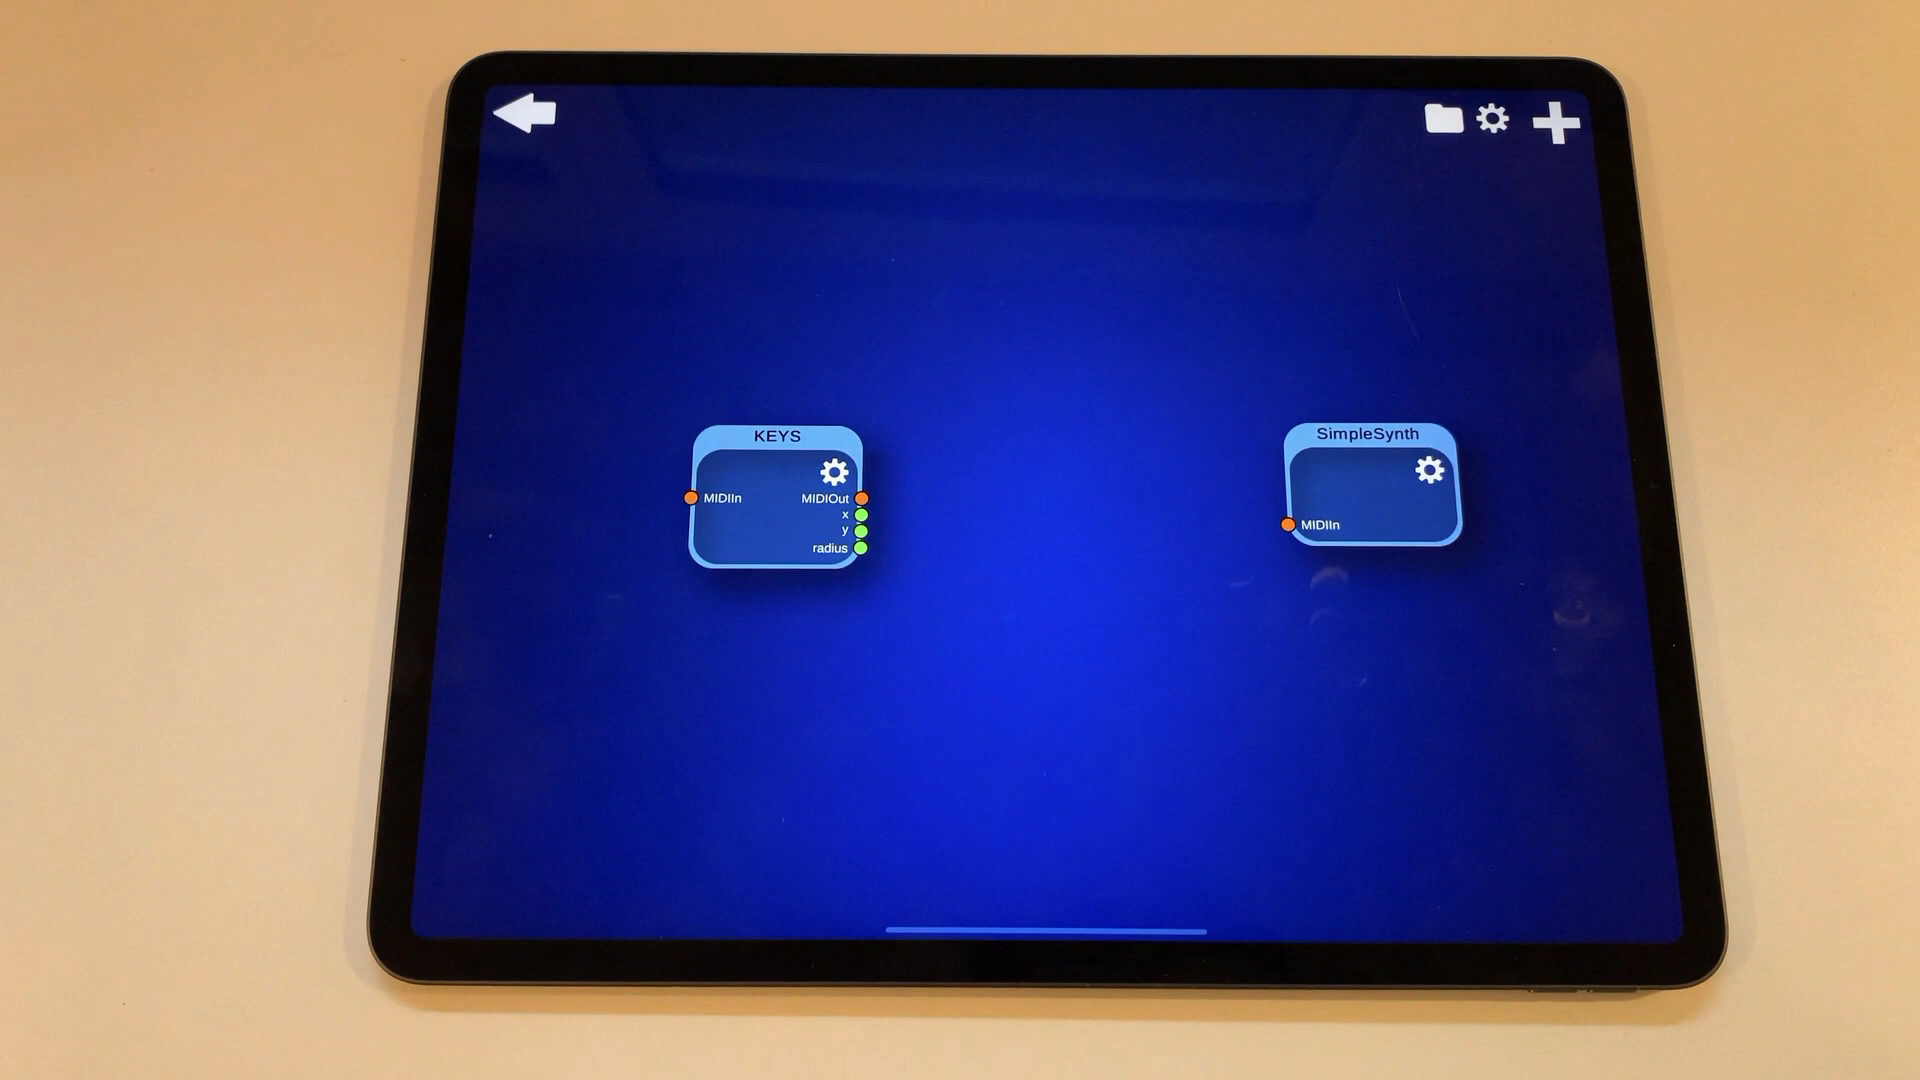 KEYS
MIDIIn
MIDIOut
x
y
radius
SimpleSynth
MIDIIn